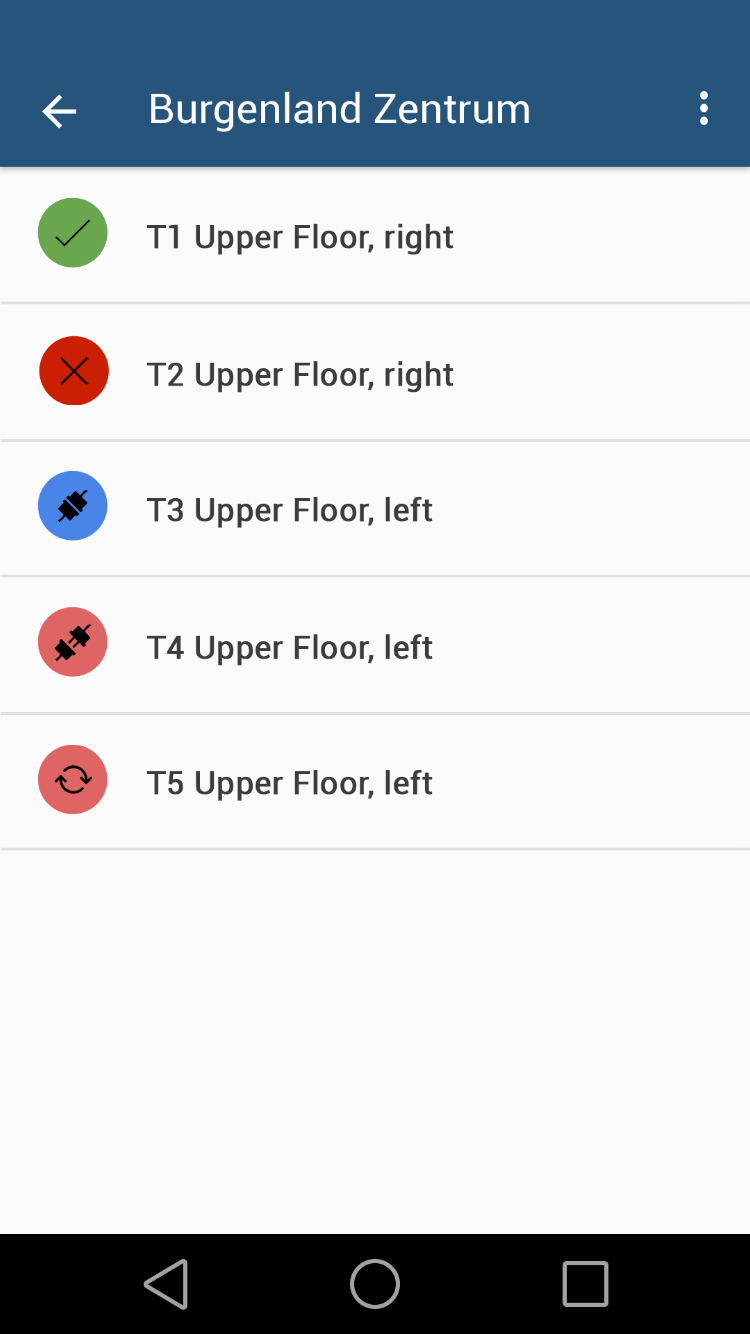 Burgenland Zentrum
T1 Upper Floor, right
T2 Upper Floor, right
T3 Upper Floor, left
T4 Upper Floor, left
T5 Upper Floor, left